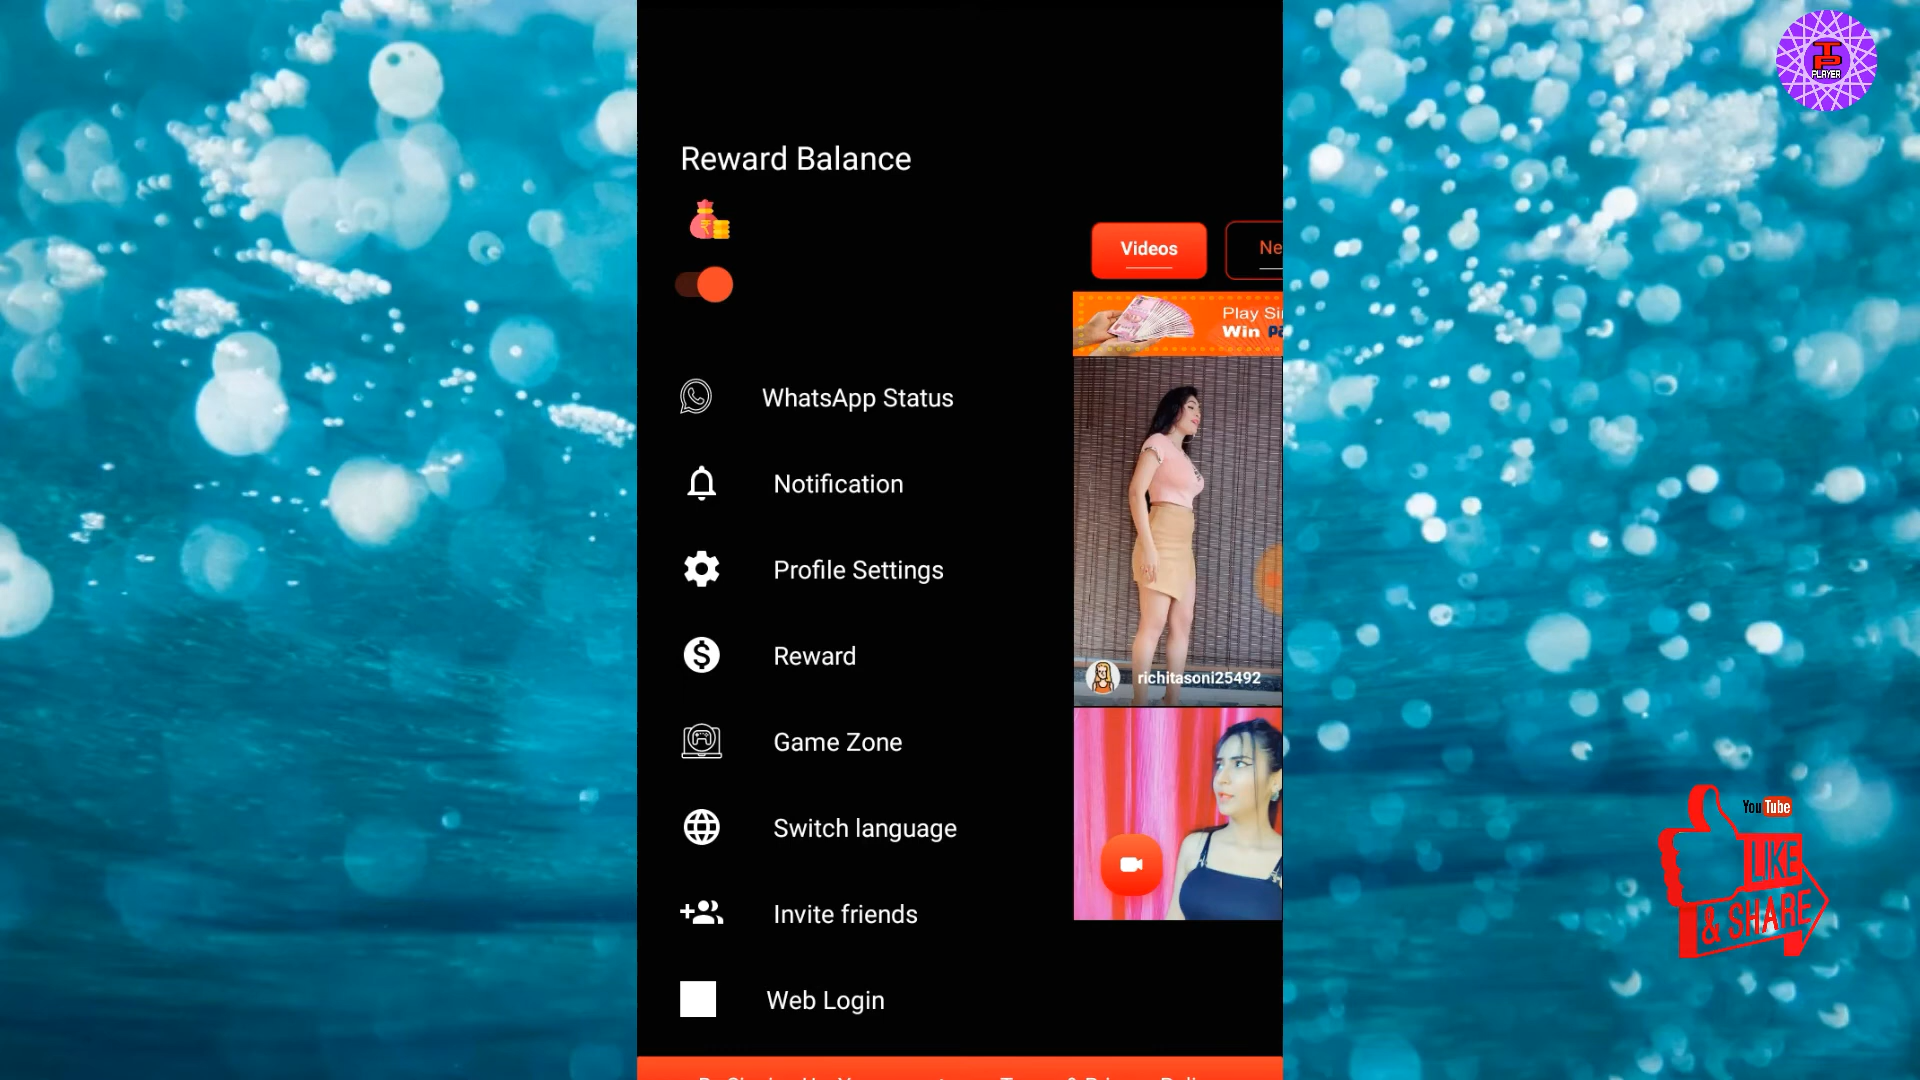 T
P
PLAYER
Reward Balance
Videos
Ne
Play Si
Win
WhatsApp Status
Notification
Profile Settings
Reward
richitasoni25492
Game Zone
Switch language
Invite friends
Web Login
You Tube
LIKE
& SHARE